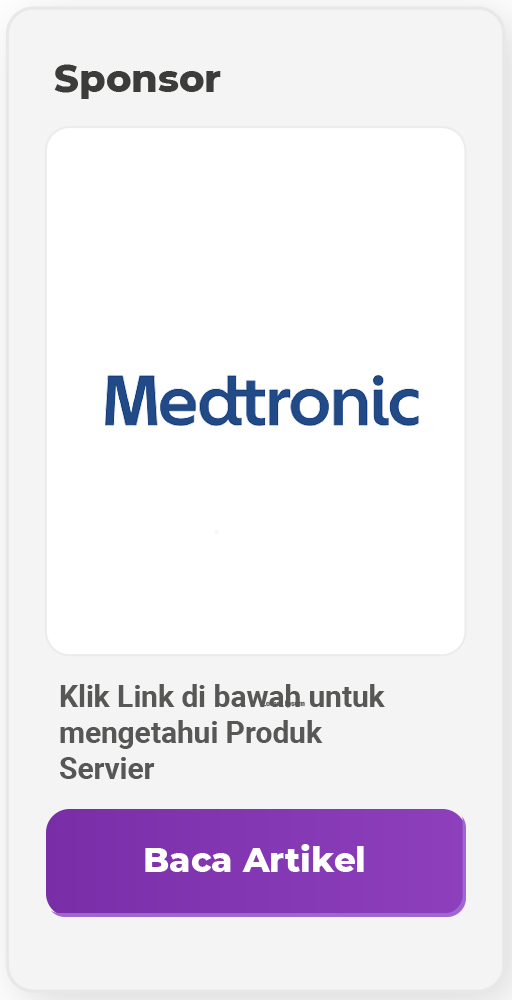 Sponsor
Medtronic
Klik Link di bawah untuk
mengetahui Produk
Servier
Baca Artikel